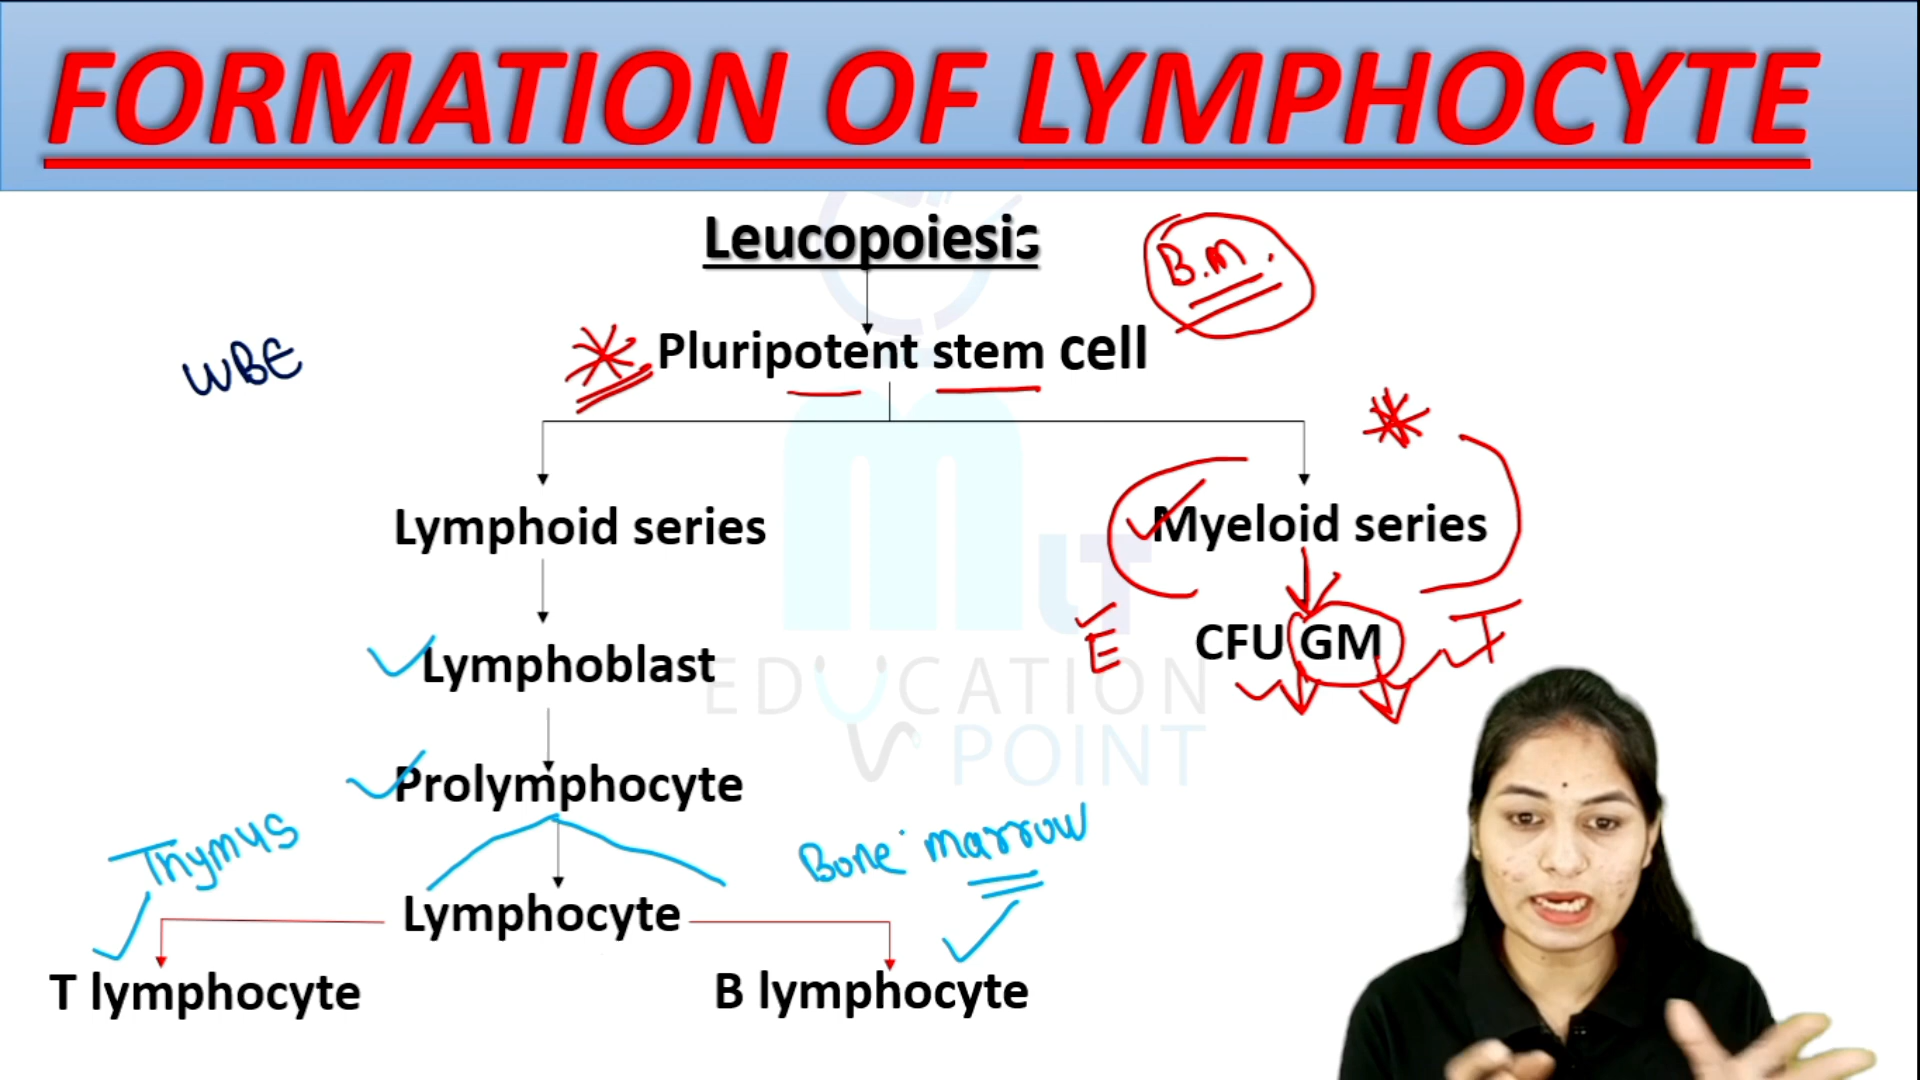 FORMATION OF LYMPHOCYTE
Leucopoiesis
B.M.
Pluripotent stem cell
WBC
Lymphoid series
Myeloid series
CFU GM
E
I
Lymphoblast
MLT
EDUCATION
POINT
Prolymphocyte
Thymus
Bone marrow
Lymphocyte
T lymphocyte
B lymphocyte